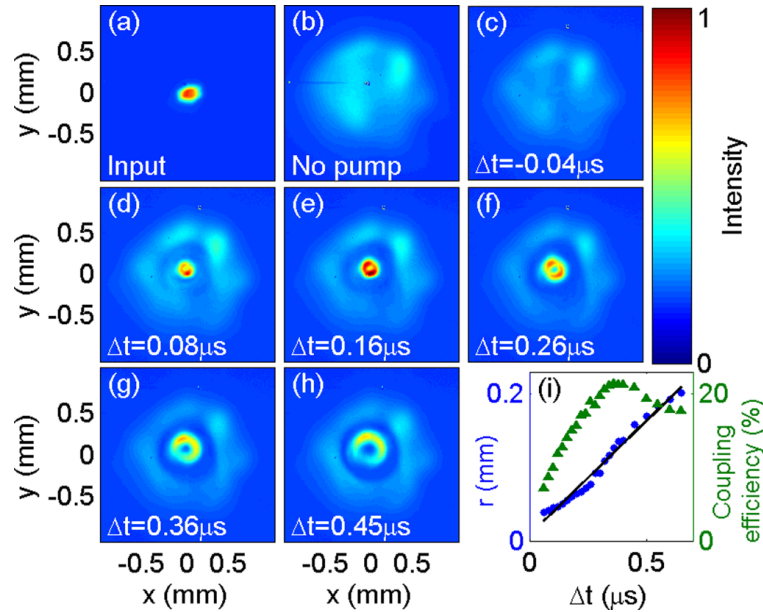 (a)
(b)
(c)
1
0.5
0
-0.5
y (mm)
Input
No pump
Δt=-0.04μs
(d)
(e)
(f)
0.5
0
-0.5
y (mm)
Δt=0.08μs
Δt=0.16μs
Δt=0.26μs
Intensity
0
(g)
(h)
(i)
0.5
0
-0.5
y (mm)
Δt=0.36μs
Δt=0.45μs
-0.5 0 0.5
x (mm)
-0.5 0 0.5
x (mm)
0.2
0
r (mm)
20
0
Coupling
efficiency (%)
0.5
Δt (μs)